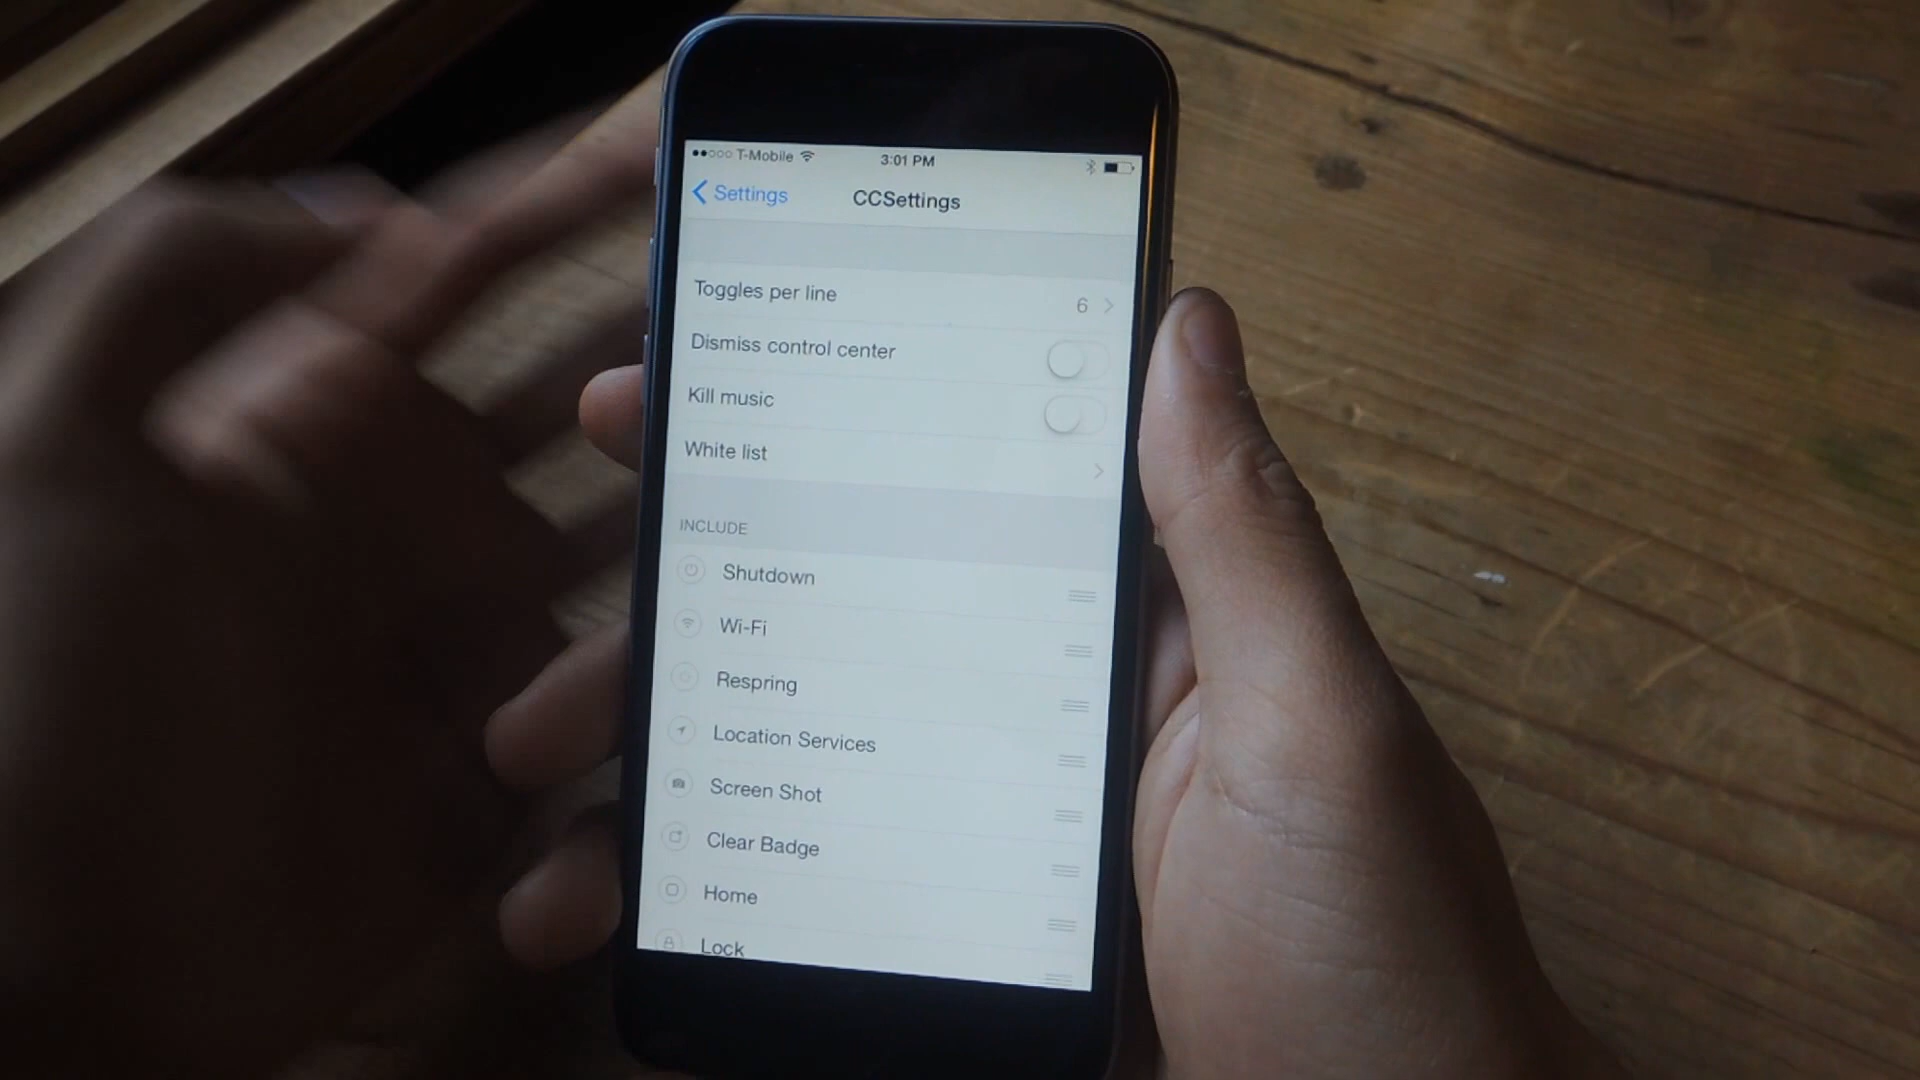 T-Mobile 3:01 PM
Settings CCSettings
Toggles per line 6
Dismiss control center
Kill music
White list
INCLUDE
Shutdown
Wi-Fi
Respring
Location Services
Screen Shot
Clear Badge
Home
Lock